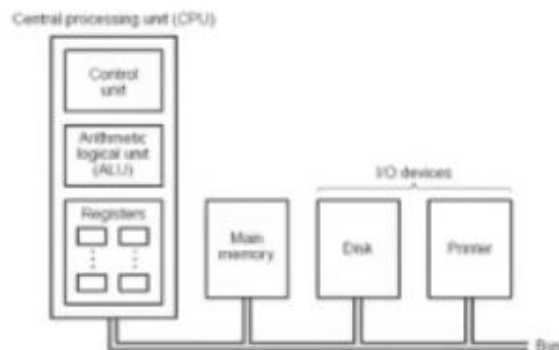 Central processing unit (CPU)
Control
unit
Arithmetic
logical unit
(ALU)
Registers
I/O devices
Main
memory
Disk
Printer
Bus